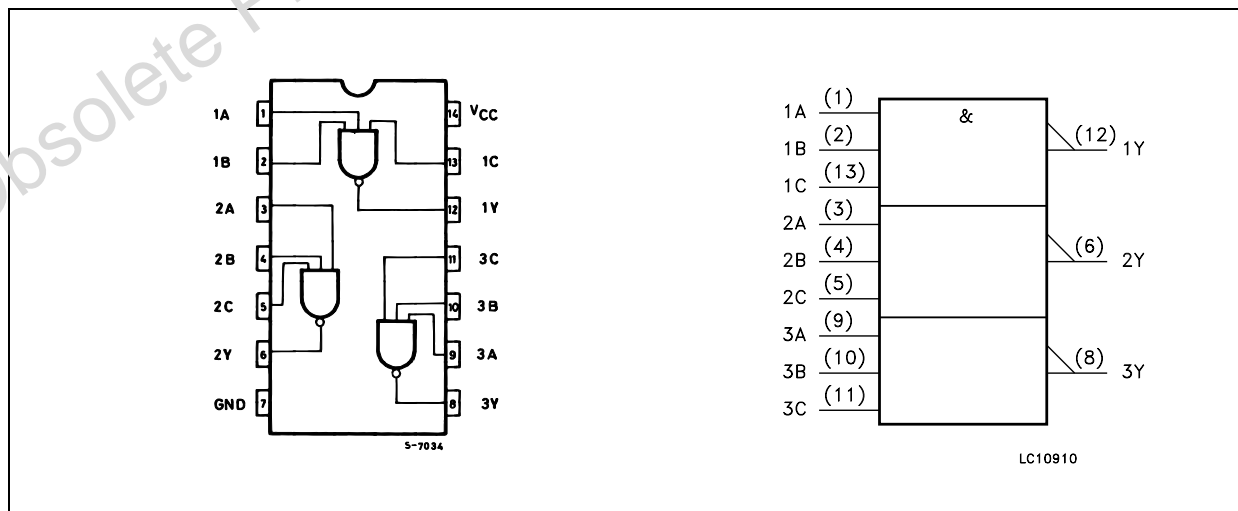 Obsolete P
1A 1 14 VCC
1B 2 13 1C
2A 3 12 1Y
2B 4 11 3C
2C 5 10 3B
2Y 6 9 3A
GND 7 8 3Y
S-7034
&
1A (1)
1B (2) (12) 1Y
1C (13)
2A (3)
2B (4) (6) 2Y
2C (5)
3A (9)
3B (10) (8) 3Y
3C (11)
LC10910